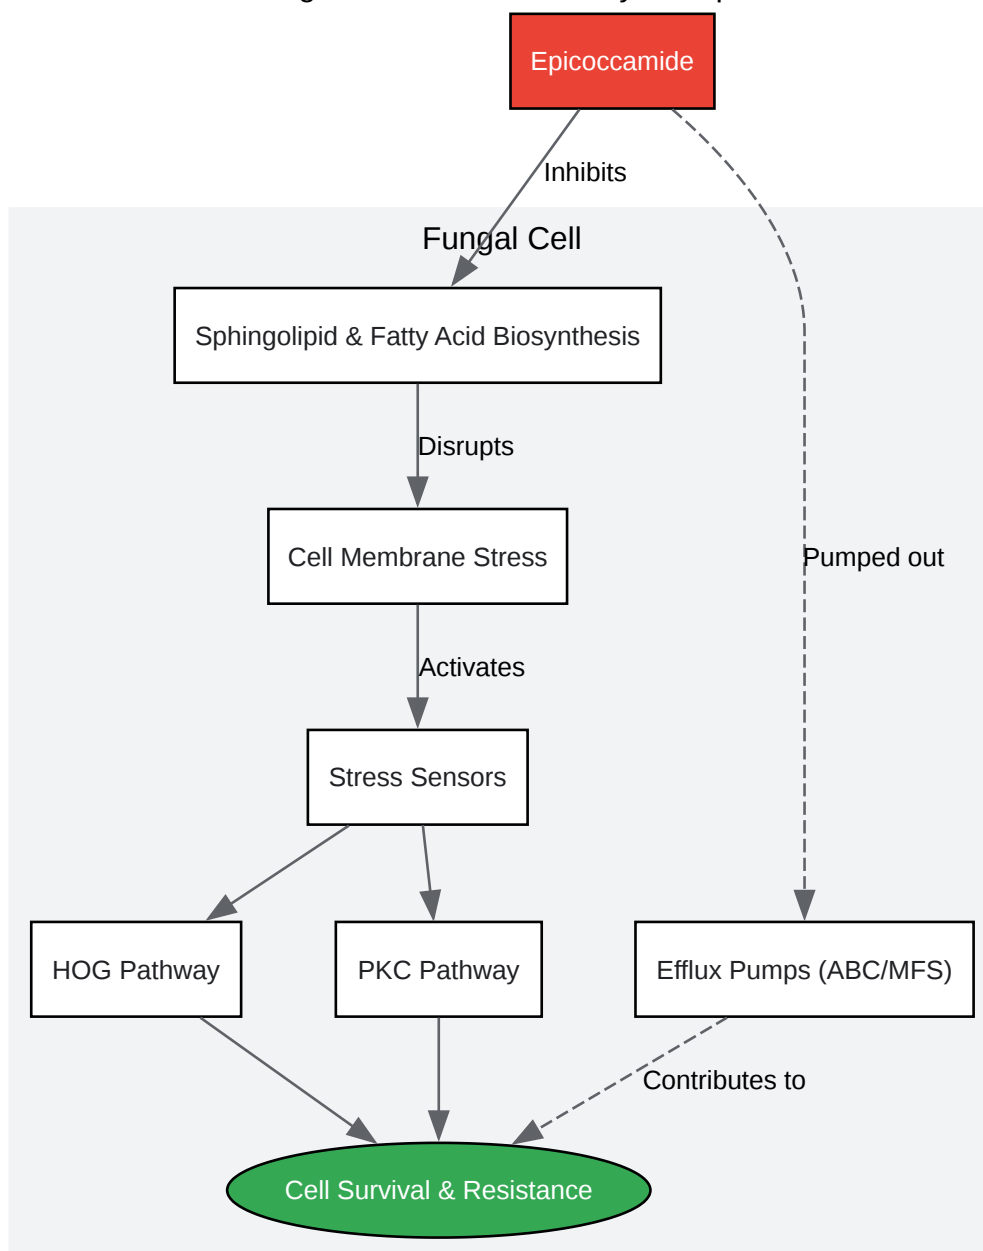 Epicoccamide
Inhibits
Fungal Cell
Sphingolipid & Fatty Acid Biosynthesis
Disrupts
Cell Membrane Stress
Pumped out
Activates
Stress Sensors
HOG Pathway
PKC Pathway
Efflux Pumps (ABC/MFS)
Contributes to
Cell Survival & Resistance